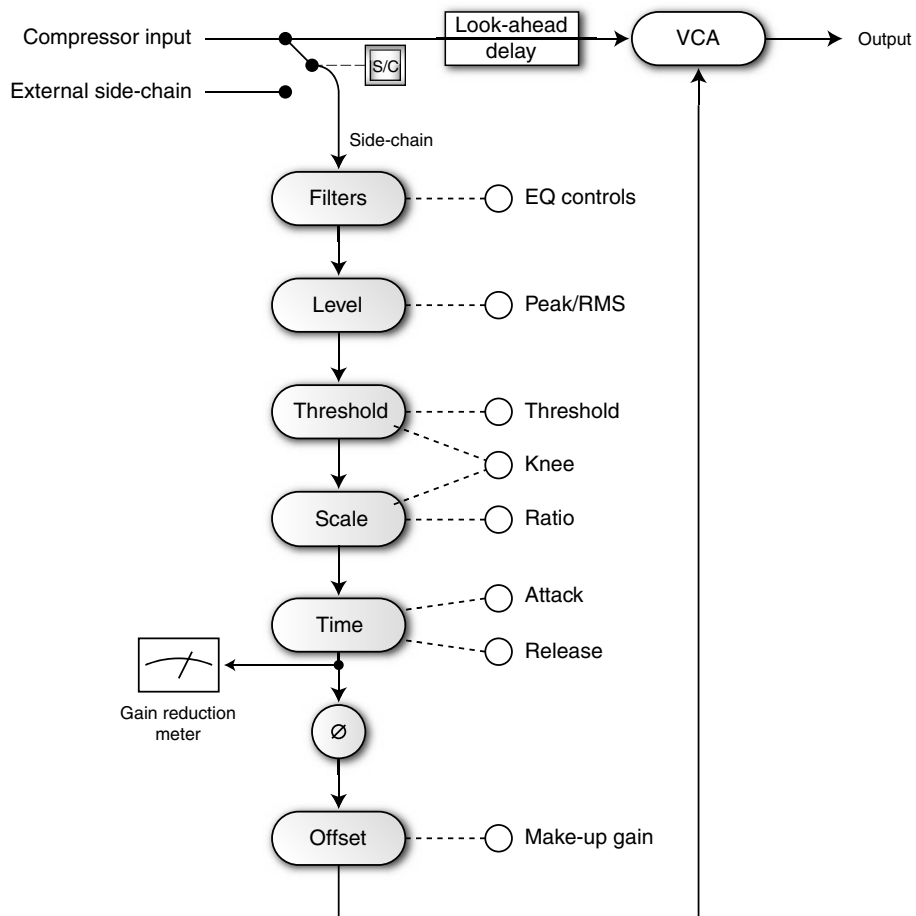 Compressor input
Look-ahead
delay
VCA
Output
S/C
External side-chain
Side-chain
Filters
EQ controls
Level
Peak/RMS
Threshold
Threshold
Knee
Scale
Ratio
Time
Attack
Release
Gain reduction
meter
Ø
Offset
Make-up gain